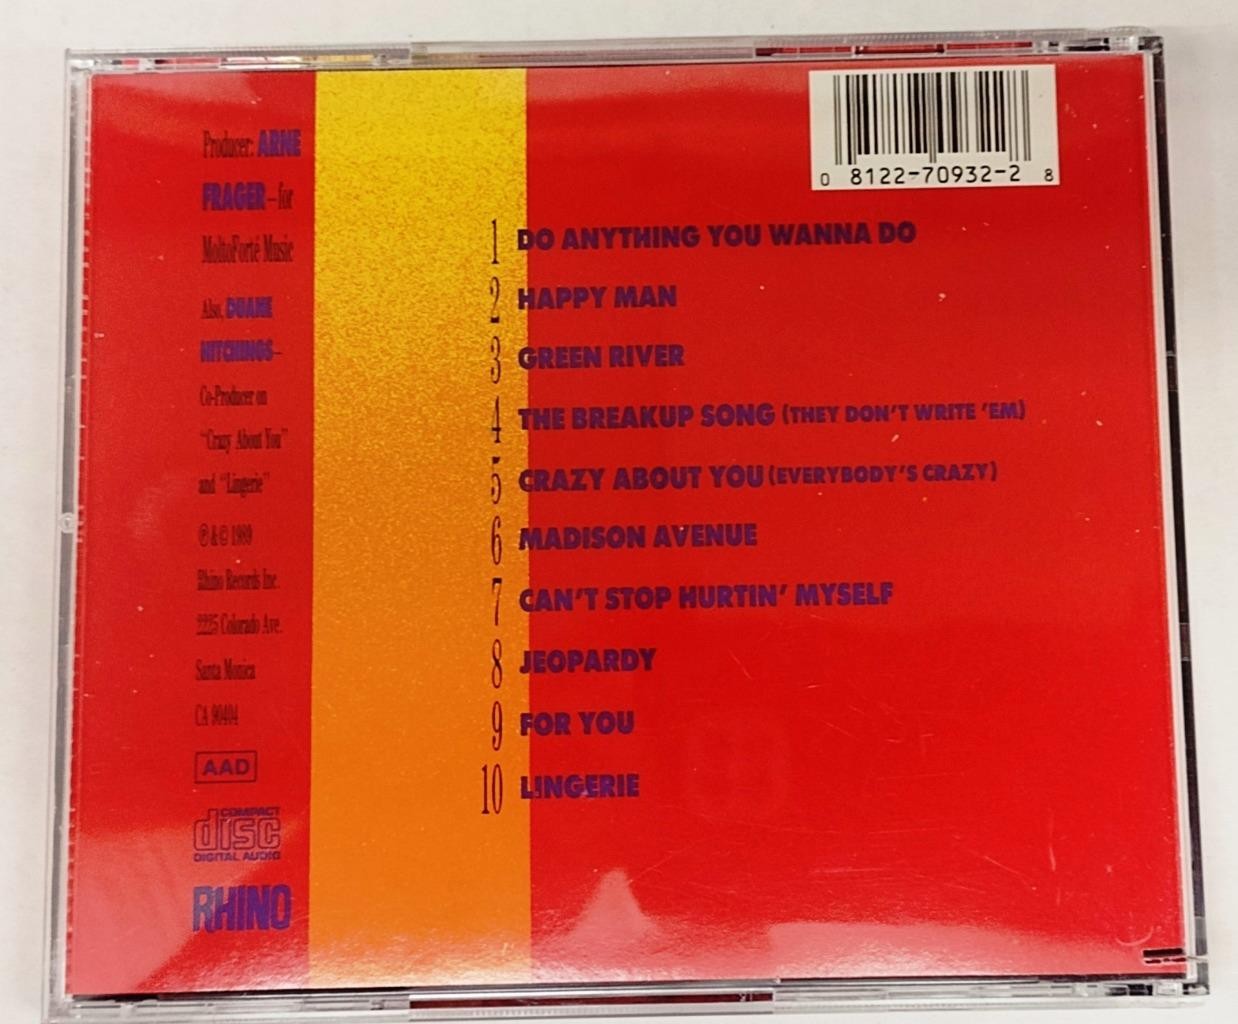 Producer: ARNE
FRAGER–for
MoltoForté Music
Also, DUANE
HITCHINGS–
Co-Producer on
"Crazy About You"
and "Lingerie"
℗ & © 1989
Rhino Records Inc.
2225 Colorado Ave.
Santa Monica
CA 90404
AAD
COMPACT
disc
DIGITAL AUDIO
RHINO
0 8122-70932-2 8
1 DO ANYTHING YOU WANNA DO
2 HAPPY MAN
3 GREEN RIVER
4 THE BREAKUP SONG (THEY DON'T WRITE 'EM)
5 CRAZY ABOUT YOU (EVERYBODY'S CRAZY)
6 MADISON AVENUE
7 CAN'T STOP HURTIN' MYSELF
8 JEOPARDY
9 FOR YOU
10 LINGERIE